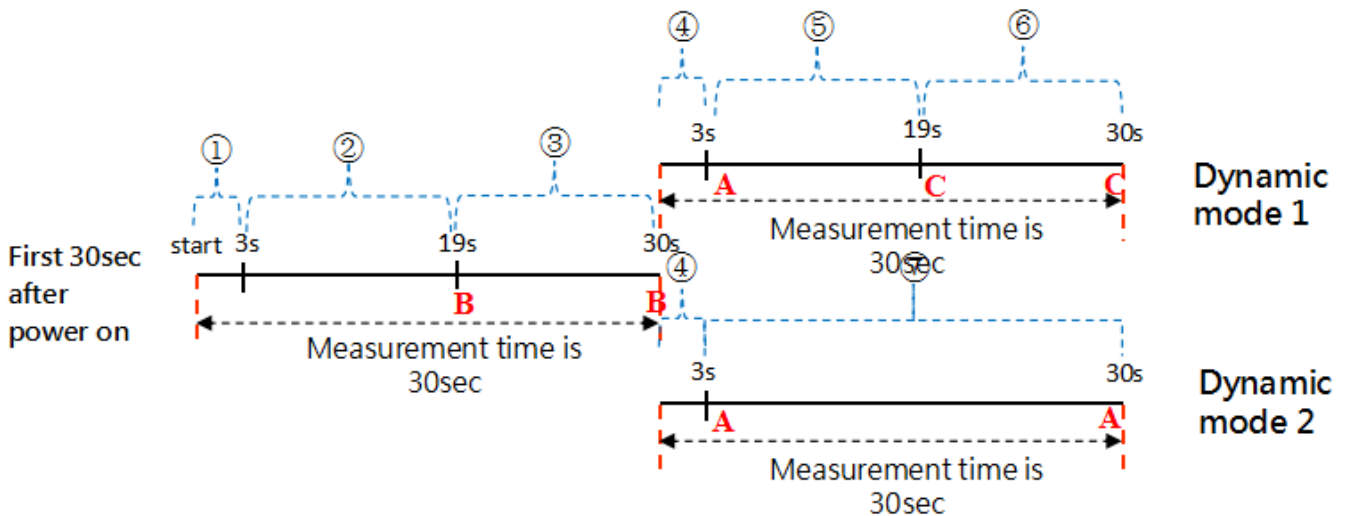 ④ ⑤ ⑥
3s 19s 30s
A C C
Dynamic
mode 1
Measurement time is
30sec
① ② ③
start 3s 19s 30s
First 30sec
after
power on
B B
Measurement time is
30sec
④ ⑦
3s 30s
A A
Dynamic
mode 2
Measurement time is
30sec